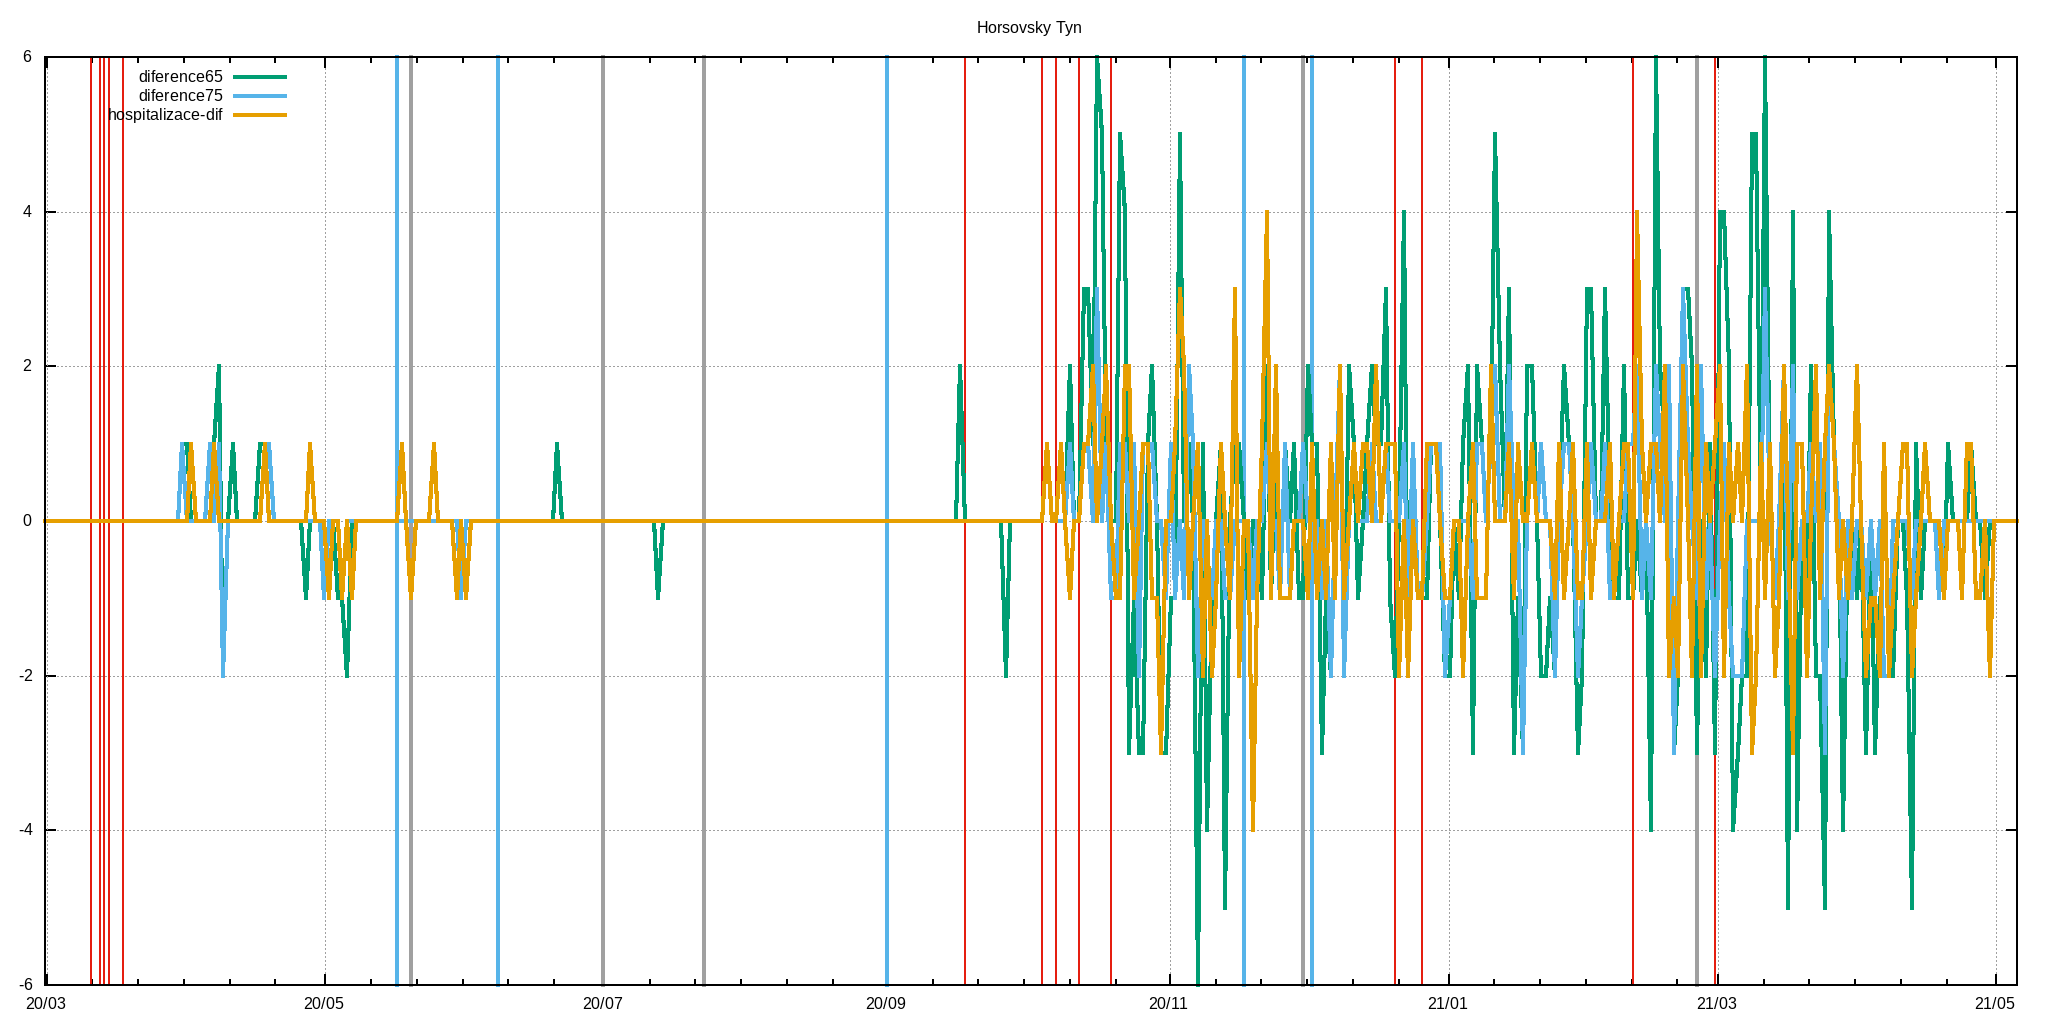 Horsovsky Tyn
6
diference65
diference75
hospitalizace-dif
4
2
0
-2
-4
-6
20/03 20/05 20/07 20/09 20/11 21/01 21/03 21/05